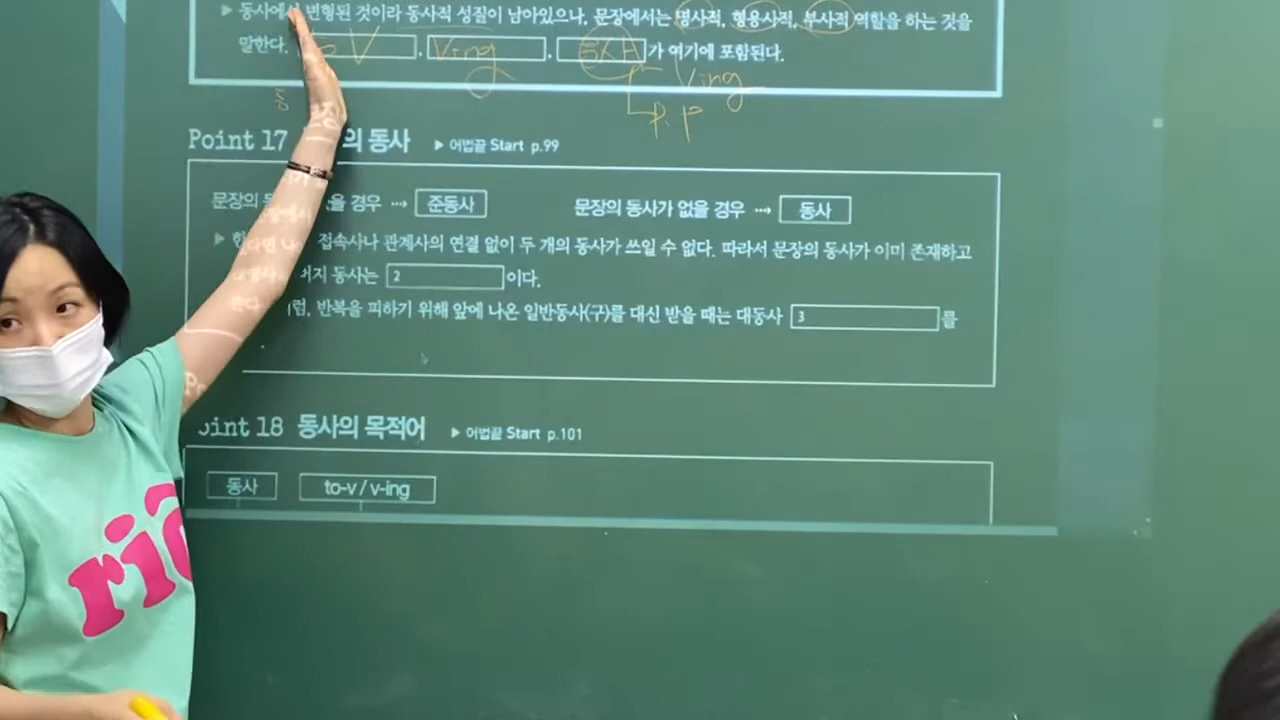 ▶ 동사에서 변형된 것이라 동사적 성질이 남아있으나, 문장에서는 명사적, 형용사적, 부사적 역할을 하는 것을
말한다. to V, Ving, 가 여기에 포함된다.
Ving
p.p
Point 17 의 동사 ▶ 어법끝 Start p.99
문장의 을 경우 ⋯→ 준동사 문장의 동사가 없을 경우 ⋯→ 동사
▶ 접속사나 관계사의 연결 없이 두 개의 동사가 쓰일 수 없다. 따라서 문장의 동사가 이미 존재하고
머지 동사는 2 이다.
럼, 반복을 피하기 위해 앞에 나온 일반동사(구)를 대신 받을 때는 대동사 3 를
oint 18 동사의 목적어 ▶ 어법끝 Start p.101
동사 to-v / v-ing
ric